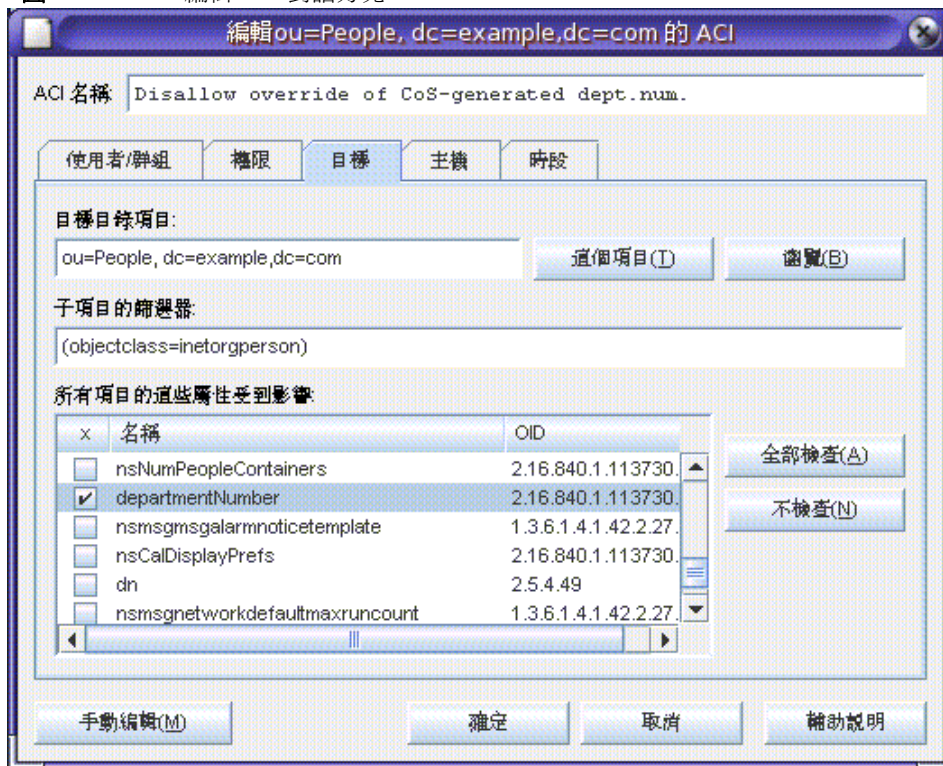 編輯ou=People, dc=example,dc=com 的 ACI
ACI 名稱: Disallow override of CoS-generated dept.num.
使用者/群組 權限 目標 主機 時段
目標目錄項目:
ou=People, dc=example,dc=com 這個項目(T) 瀏覽(B)
子項目的篩選器:
(objectclass=inetorgperson)
所有項目的這些屬性受到影響:
x 名稱 OID
nsNumPeopleContainers 2.16.840.1.113730.
departmentNumber 2.16.840.1.113730.
nsmsgmsgalarmnoticetemplate 1.3.6.1.4.1.42.2.27.
nsCalDisplayPrefs 2.16.840.1.113730.
dn 2.5.4.49
nsmsgnetworkdefaultmaxruncount 1.3.6.1.4.1.42.2.27.
全部檢查(A)
不檢查(N)
手動編輯(M) 確定 取消 輔助說明